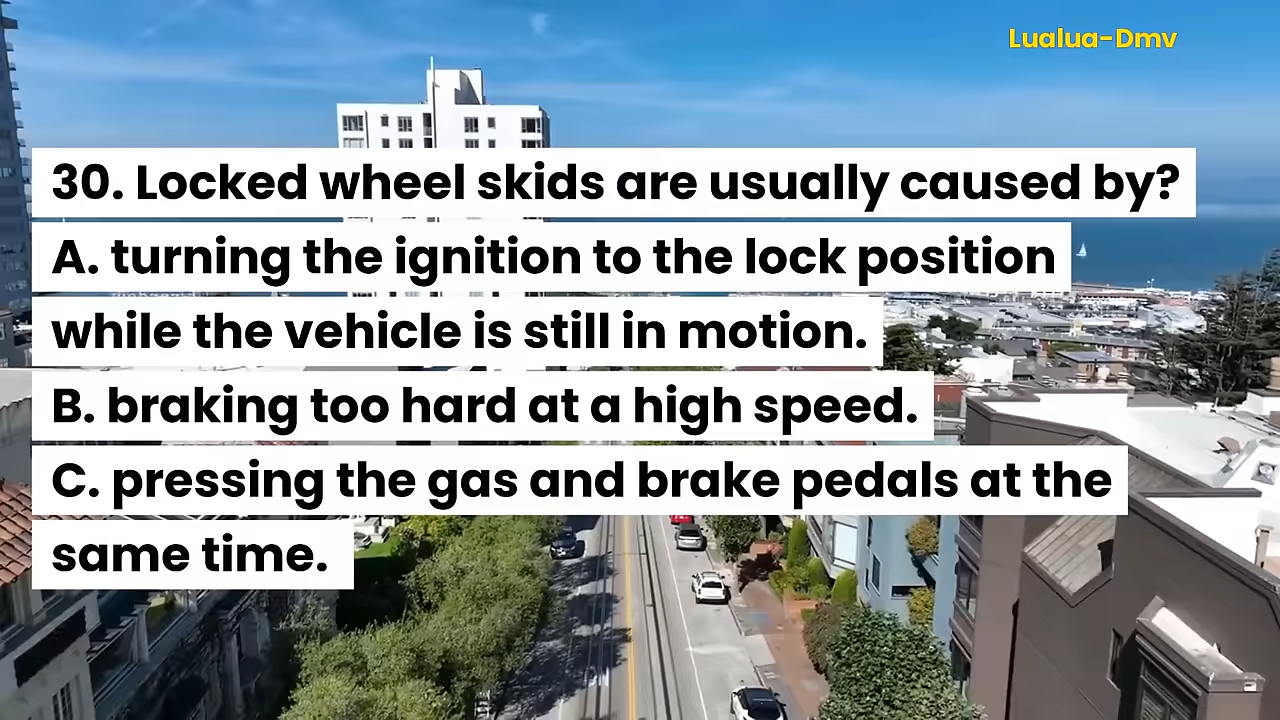 Lualua-Dmv
30. Locked wheel skids are usually caused by?
A. turning the ignition to the lock position
while the vehicle is still in motion.
B. braking too hard at a high speed.
C. pressing the gas and brake pedals at the
same time.